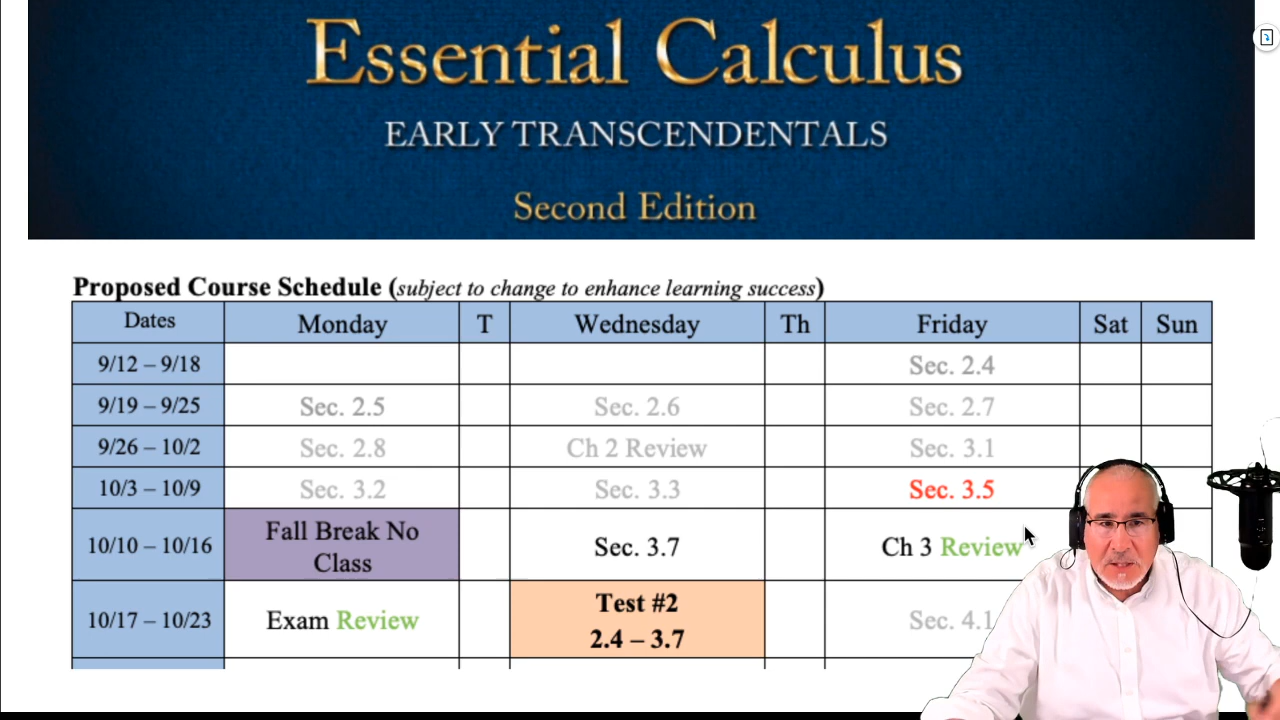 Essential Calculus
EARLY TRANSCENDENTALS
Second Edition
Proposed Course Schedule (subject to change to enhance learning success)
Dates Monday T Wednesday Th Friday Sat Sun
9/12 – 9/18 Sec. 2.4
9/19 – 9/25 Sec. 2.5 Sec. 2.6 Sec. 2.7
9/26 – 10/2 Sec. 2.8 Ch 2 Review Sec. 3.1
10/3 – 10/9 Sec. 3.2 Sec. 3.3 Sec. 3.5
10/10 – 10/16 Fall Break No
Class Sec. 3.7 Ch 3 Review
10/17 – 10/23 Exam Review Test #2
2.4 – 3.7 Sec. 4.1